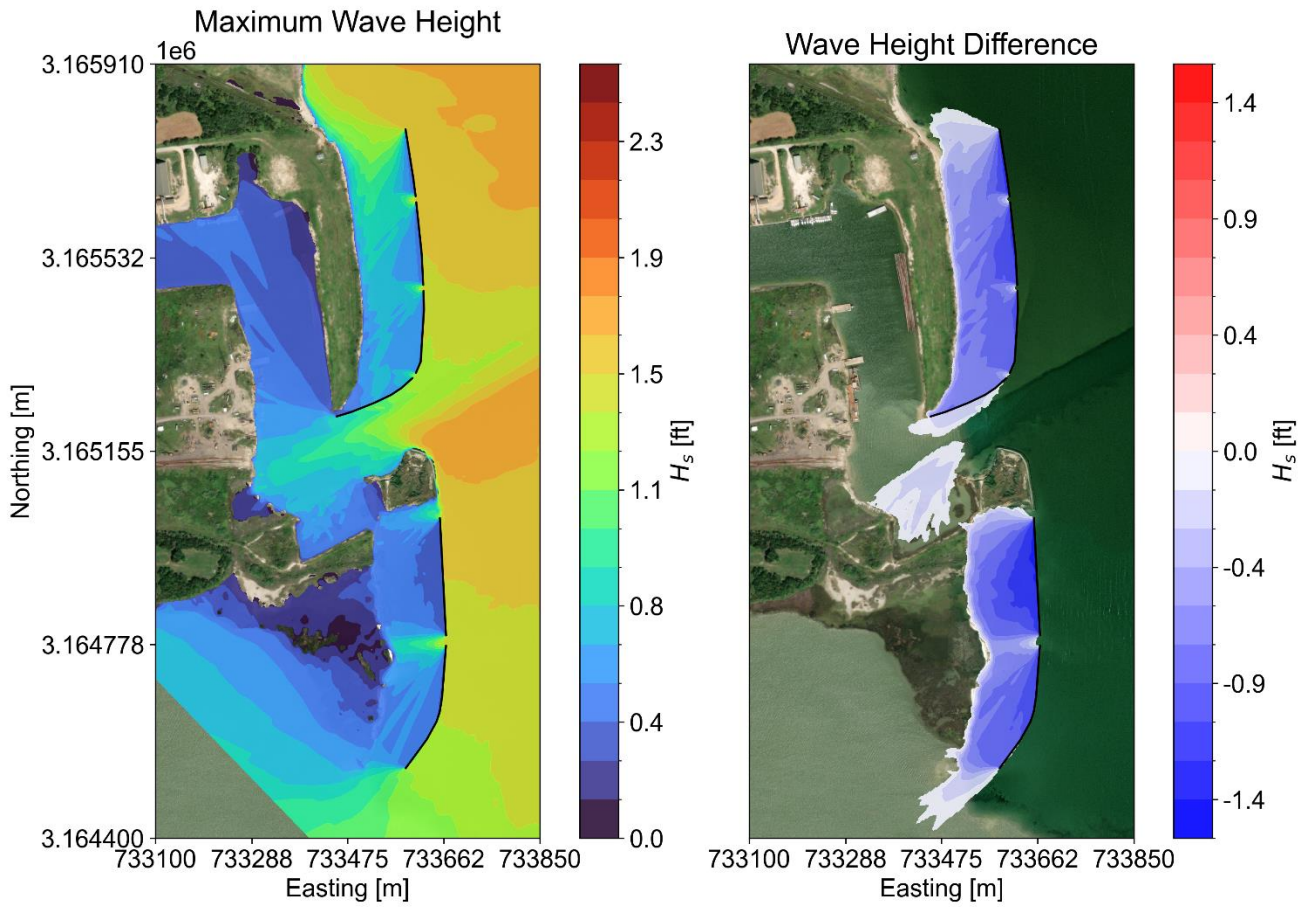 Maximum Wave Height
1e6
3.165910
3.165532
3.165155
3.164778
3.164400
Northing [m]
733100 733288 733475 733662 733850
Easting [m]
2.3
1.9
1.5
1.1
0.8
0.4
0.0
Hs [ft]
Wave Height Difference
733100 733288 733475 733662 733850
Easting [m]
1.4
0.9
0.4
0.0
-0.4
-0.9
-1.4
Hs [ft]